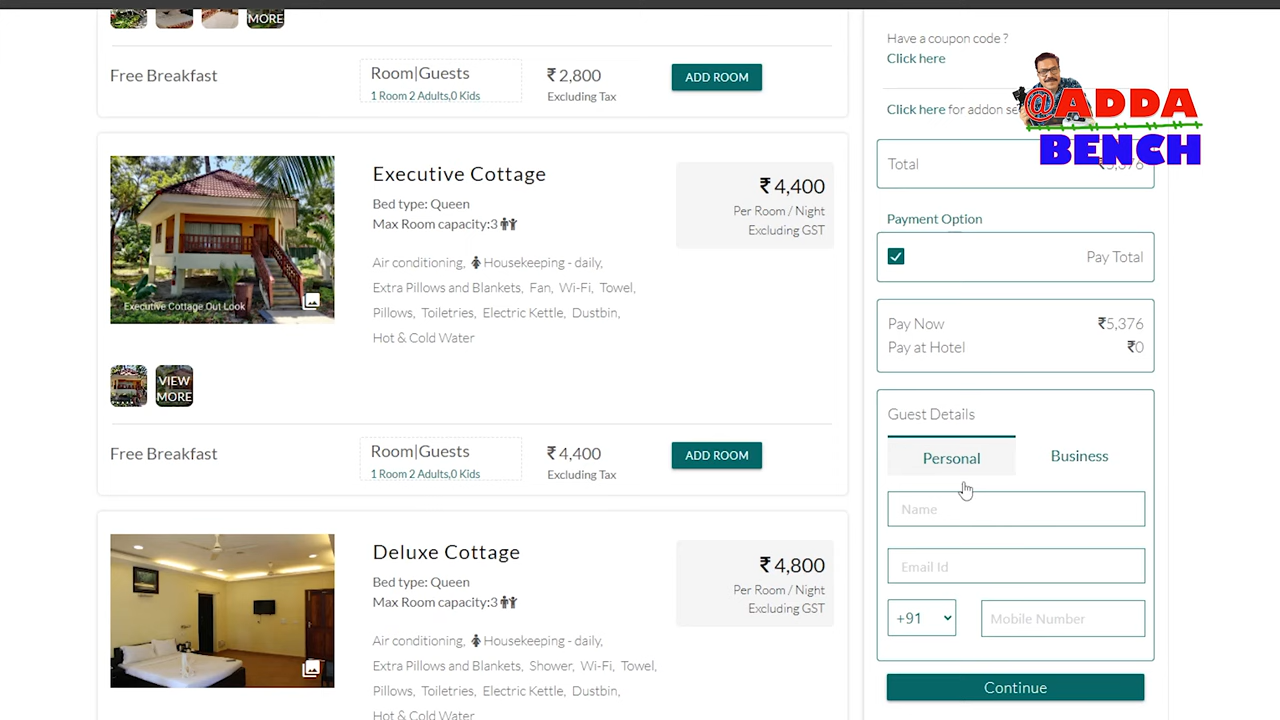 MORE
Free Breakfast
Room|Guests
1 Room 2 Adults,0 Kids
₹ 2,800
Excluding Tax
ADD ROOM
Executive Cottage Out Look
VIEW
MORE
Executive Cottage
Bed type: Queen
Max Room capacity:3
Air conditioning, Housekeeping - daily,
Extra Pillows and Blankets, Fan, Wi-Fi, Towel,
Pillows, Toiletries, Electric Kettle, Dustbin,
Hot & Cold Water
₹ 4,400
Per Room / Night
Excluding GST
Free Breakfast
Room|Guests
1 Room 2 Adults,0 Kids
₹ 4,400
Excluding Tax
ADD ROOM
Deluxe Cottage
Bed type: Queen
Max Room capacity:3
Air conditioning, Housekeeping - daily,
Extra Pillows and Blankets, Shower, Wi-Fi, Towel,
Pillows, Toiletries, Electric Kettle, Dustbin,
Hot & Cold Water
₹ 4,800
Per Room / Night
Excluding GST
Have a coupon code ?
Click here
Click here for addon
@ADDA
BENCH
Total ₹5,376
Payment Option
Pay Total
Pay Now ₹5,376
Pay at Hotel ₹0
Guest Details
Personal Business
Name
Email Id
+91 Mobile Number
Continue